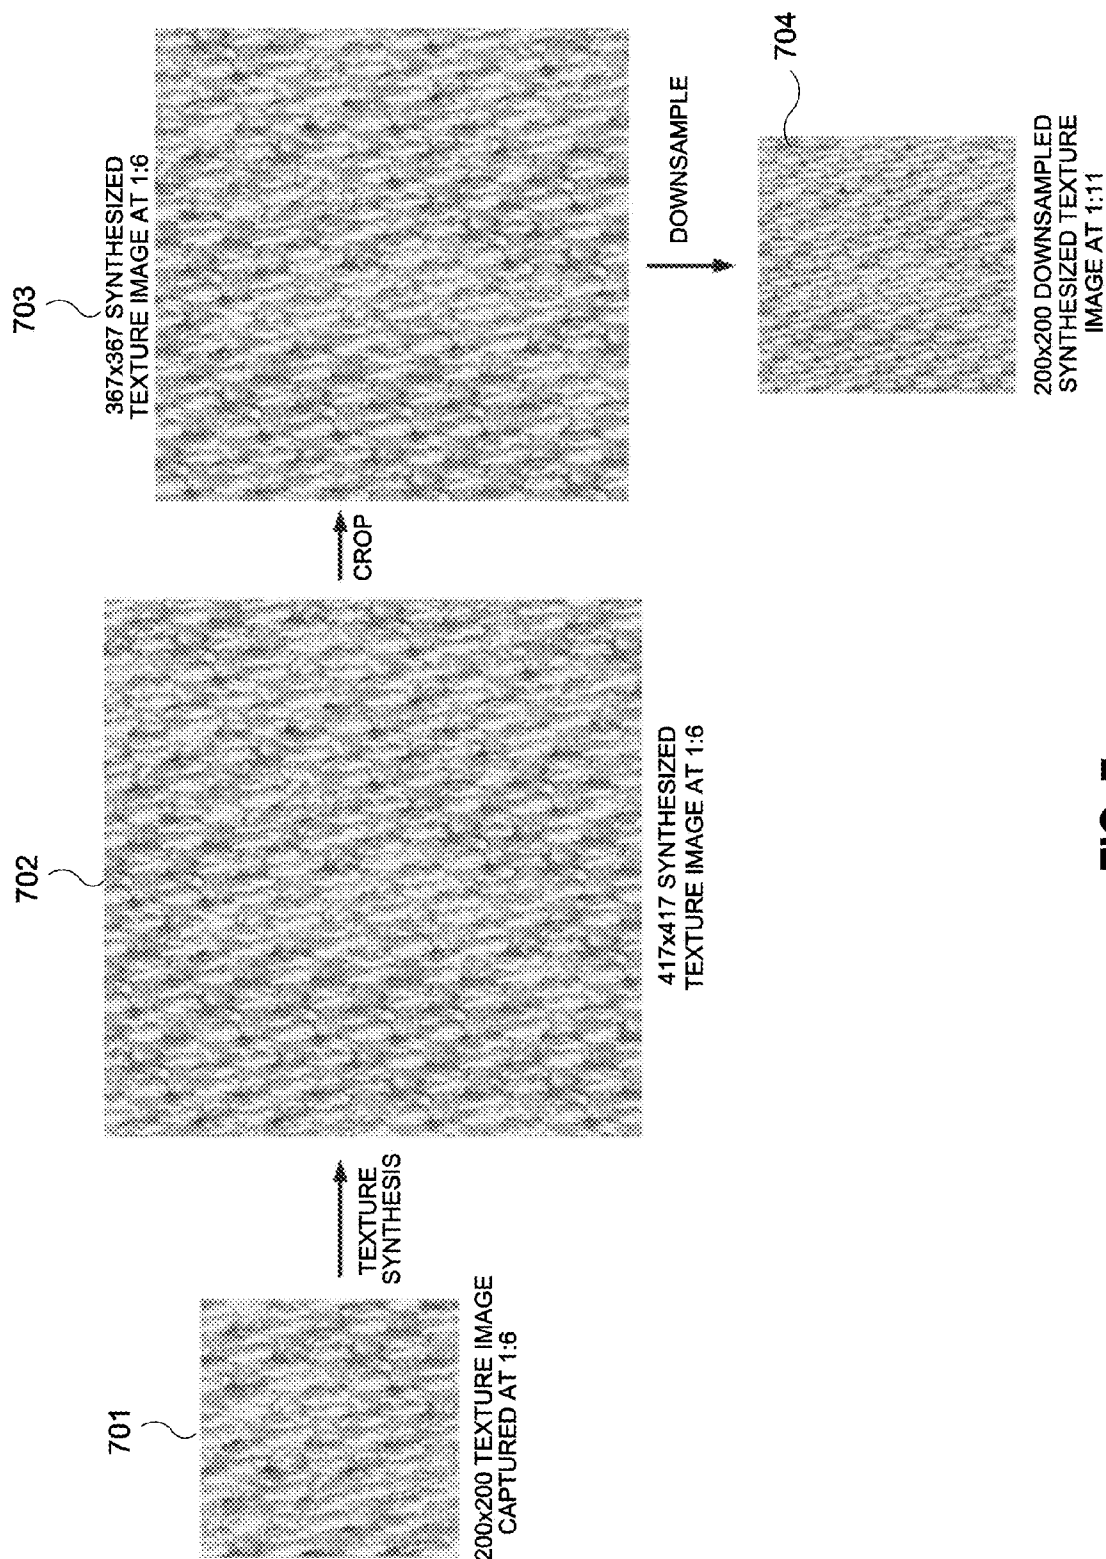 701
200x200 TEXTURE IMAGE
CAPTURED AT 1:6
TEXTURE
SYNTHESIS
702
417x417 SYNTHESIZED
TEXTURE IMAGE AT 1:6
CROP
703
367x367 SYNTHESIZED
TEXTURE IMAGE AT 1:6
DOWNSAMPLE
704
200x200 DOWNSAMPLED
SYNTHESIZED TEXTURE
IMAGE AT 1:11